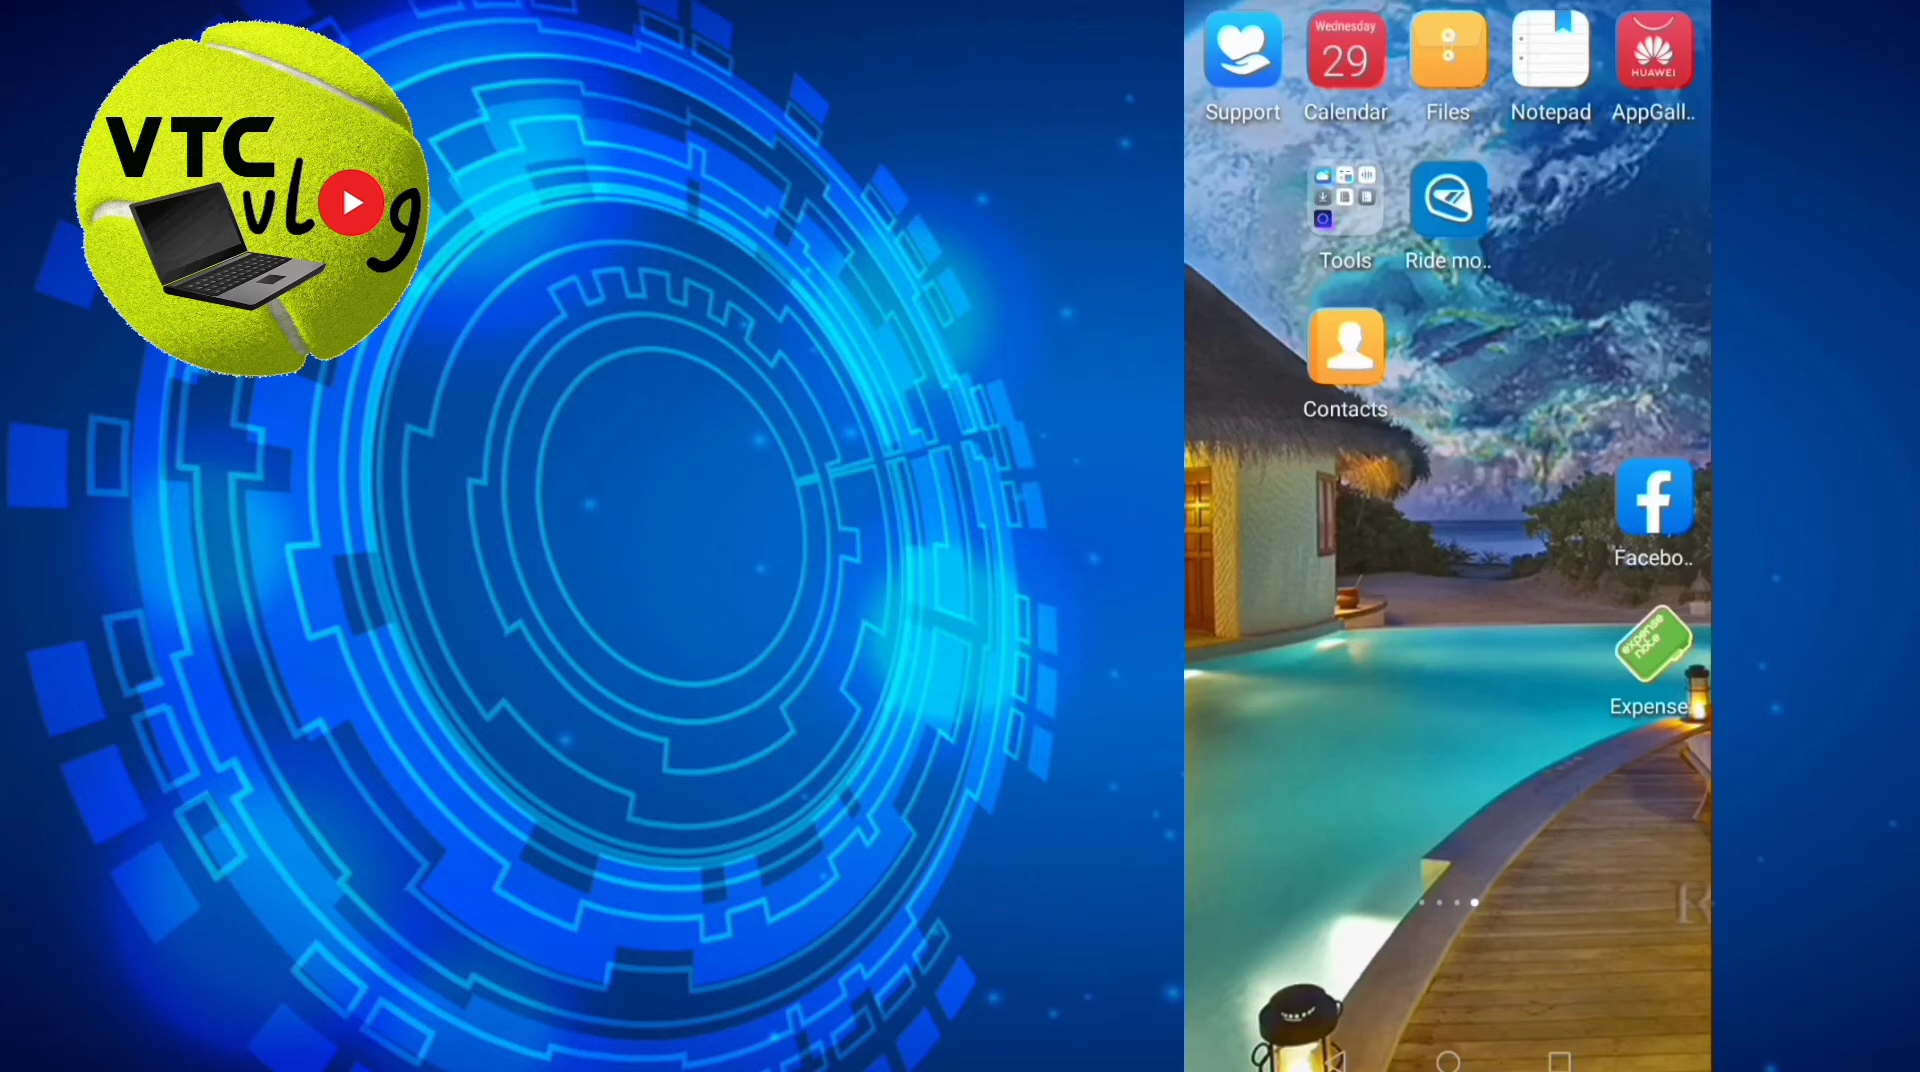 VTC
vlog
Wednesday
29
HUAWEI
Support
Calendar
Files
Notepad
AppGall..
Tools
Ride mo..
Contacts
Facebo..
expense
note
Expense